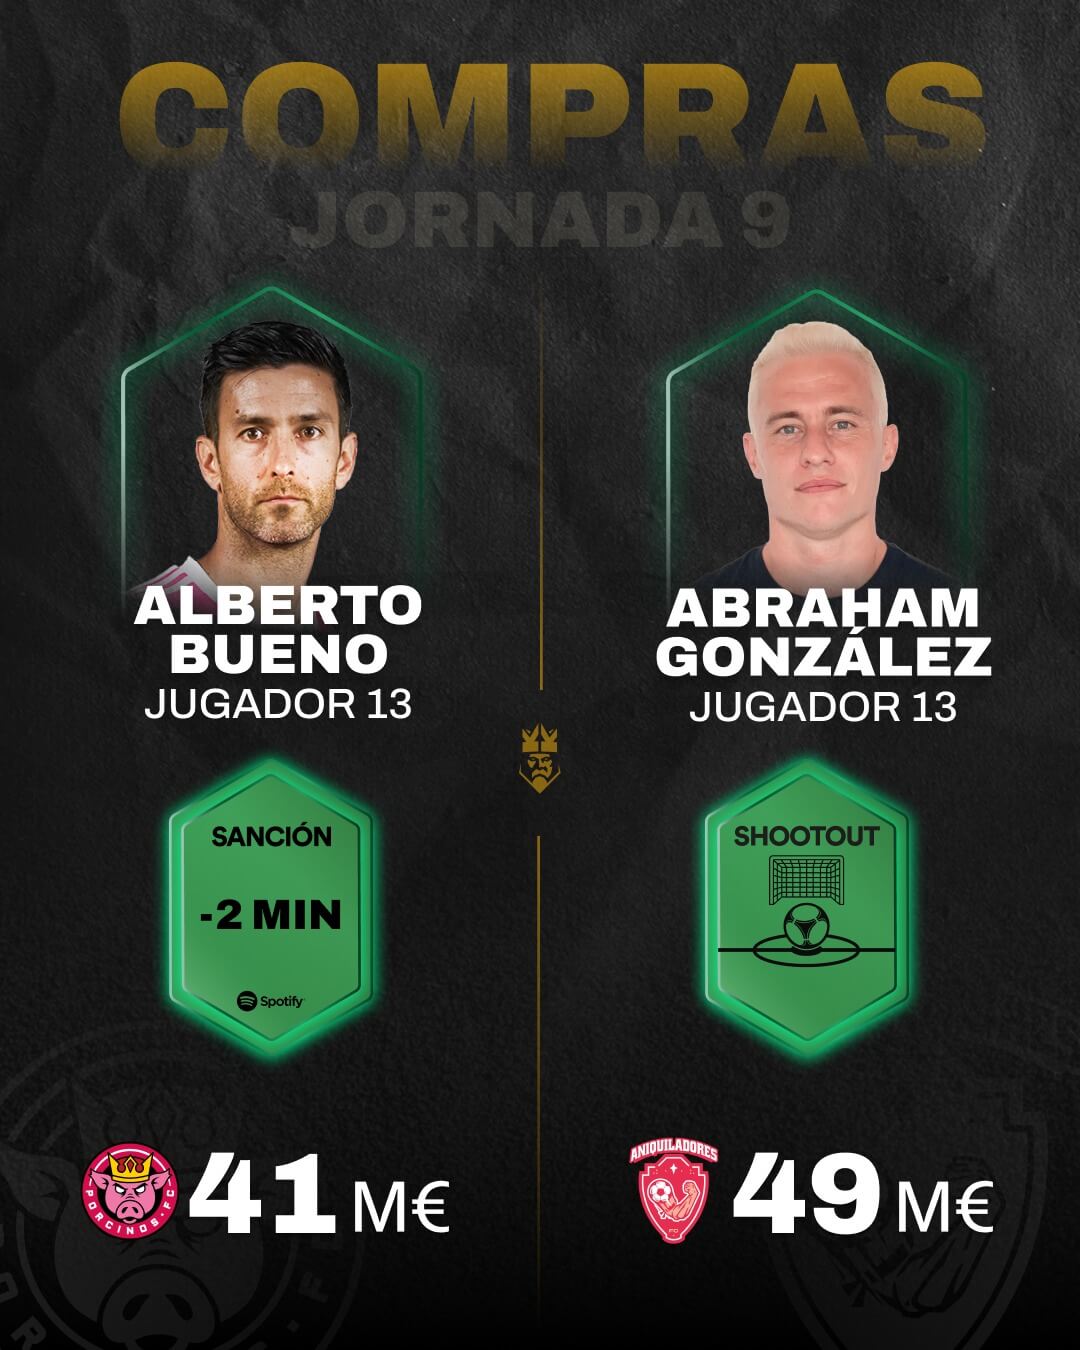 COMPRAS
JORNADA 9
ALBERTO
BUENO
JUGADOR 13
ABRAHAM
GONZÁLEZ
JUGADOR 13
SANCIÓN
-2 MIN
Spotify
SHOOTOUT
PORCINOS FC
41 M€
ANIQUILADORES
FC
49 M€